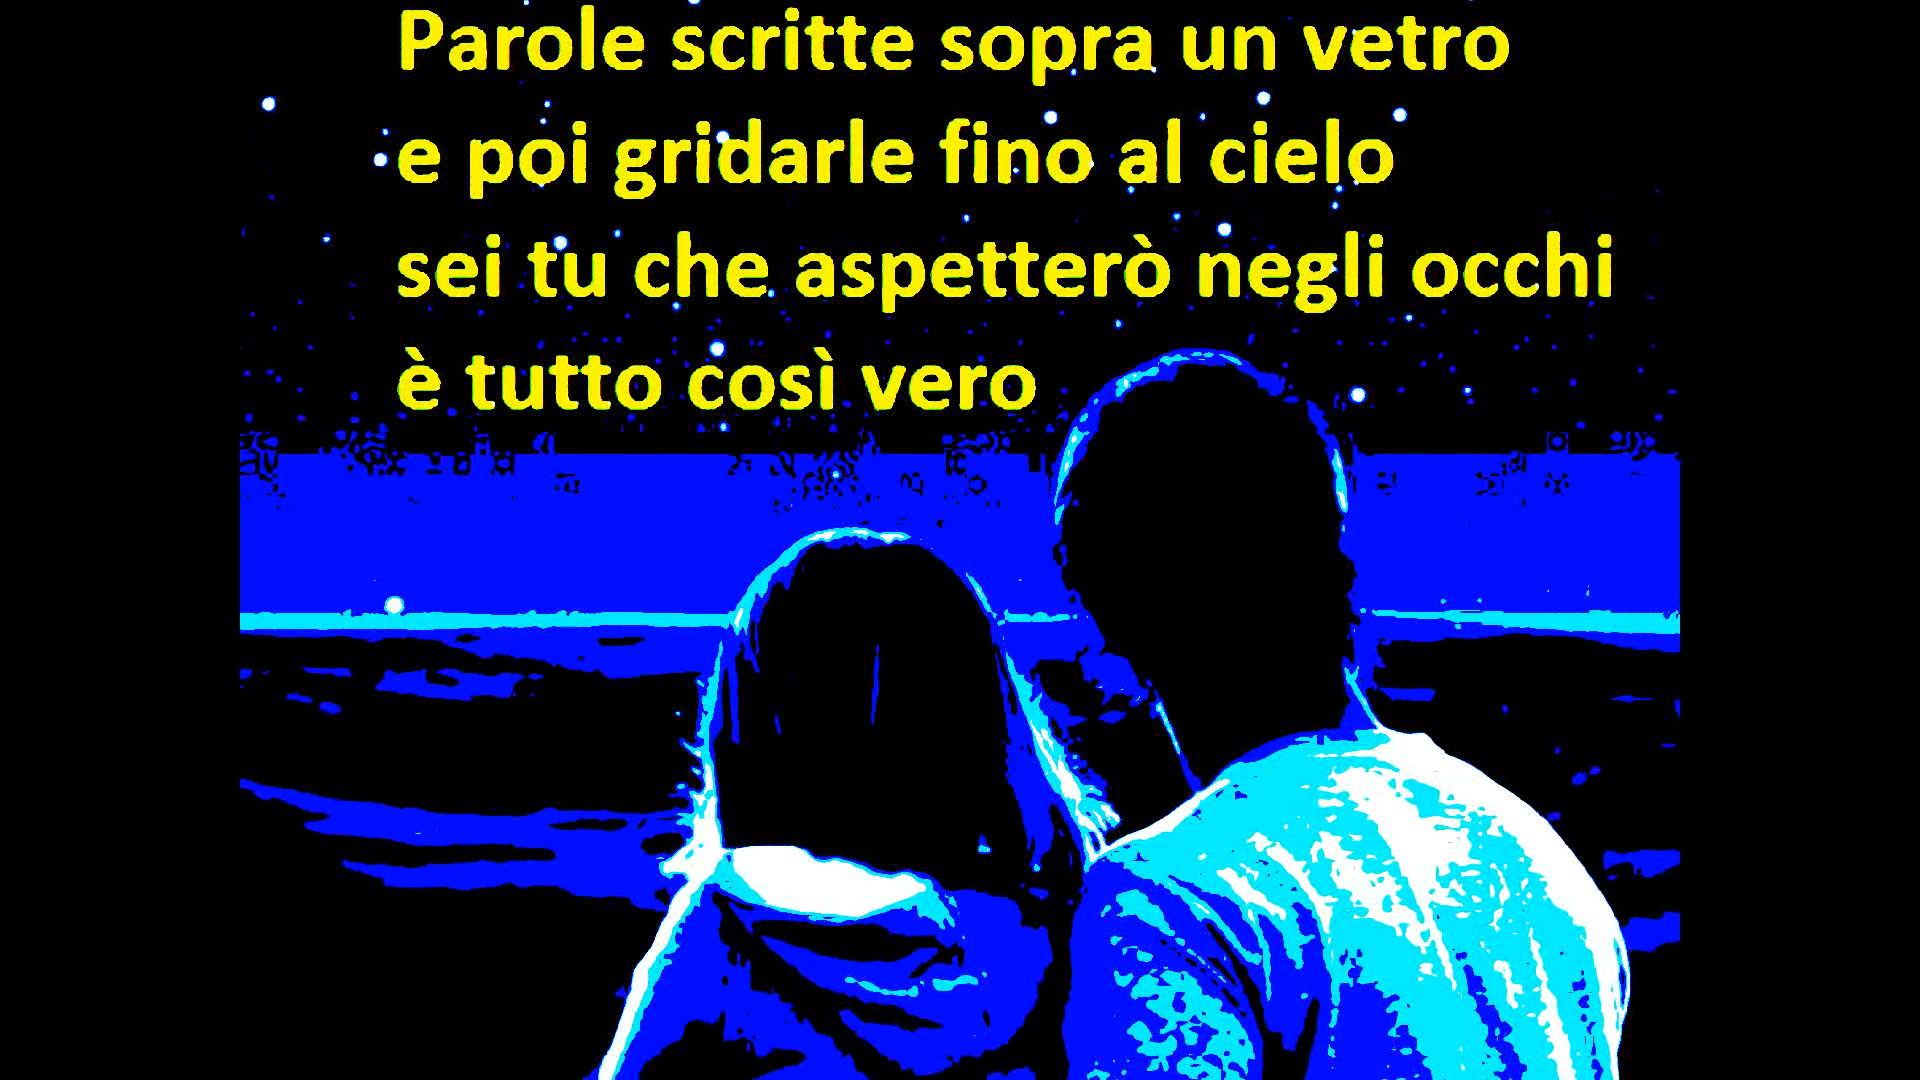 Parole scritte sopra un vetro
e poi gridarle fino al cielo
sei tu che aspetterò negli occhi
è tutto così vero